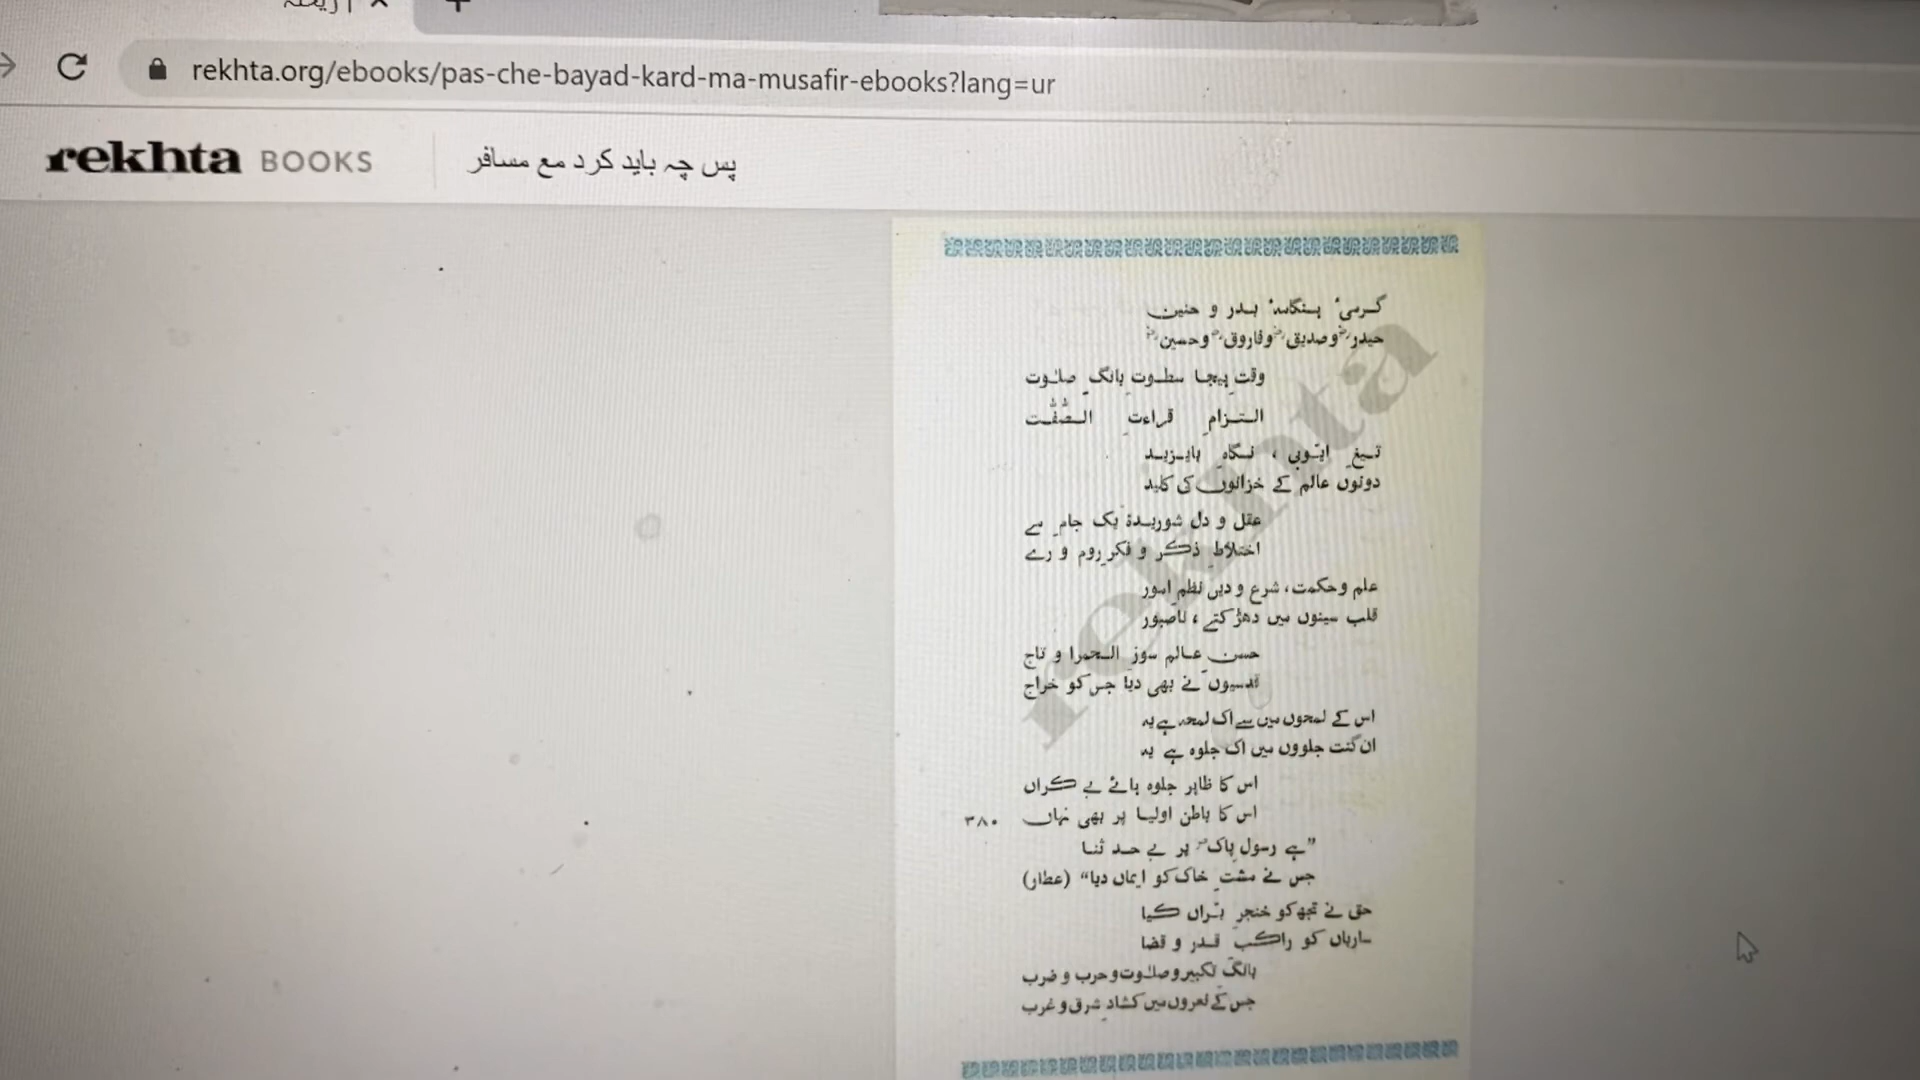 rekhta.org/ebooks/pas-che-bayad-kard-ma-musafir-ebooks?lang=ur
rekhta BOOKS
پس چہ باید کرد مع مسافر
گرمیٔ ہنگامۂ بدر و حنین
حیدرؓ و صدیقؓ و فاروقؓ و حسینؓ
وقتِ ہیجا سطوتِ بانگِ صلوٰت
التزامِ قراءتِ الصّٰفّٰت
تیغِ ایّوبی ، نگاہِ بایزید
دونوں عالم کے خزانوں کی کلید
عقل و دل شوریدۂ یک جامِ مے
اختلاطِ ذکر و فکرِ روم و رے
علم و حکمت، شرع و دیں نظمِ امور
قلب سینوں میں دھڑکتے ، ناصبور
حسنِ عالم سوزِ الحمرا و تاج
قدسیوں نے بھی دیا جس کو خراج
اس کے لمحوں میں سے اک لمحہ ہے یہ
ان گنت جلووں میں اک جلوہ ہے یہ
اس کا ظاہر جلوہ ہائے بے کراں
اس کا باطن اولیا پر بھی نہاں ۳۸۰
”ہے رسولِ پاکؐ پر بے حد ثنا
جس نے مشتِ خاک کو ایماں دیا“ (عطار)
حق نے تجھ کو خنجرِ بّراں کیا
ساربان کو راکبِ قدر و قضا
بانگِ تکبیر و صلوٰت و حرب و ضرب
جس کے نعروں میں کشادِ شرق و غرب
rekhta